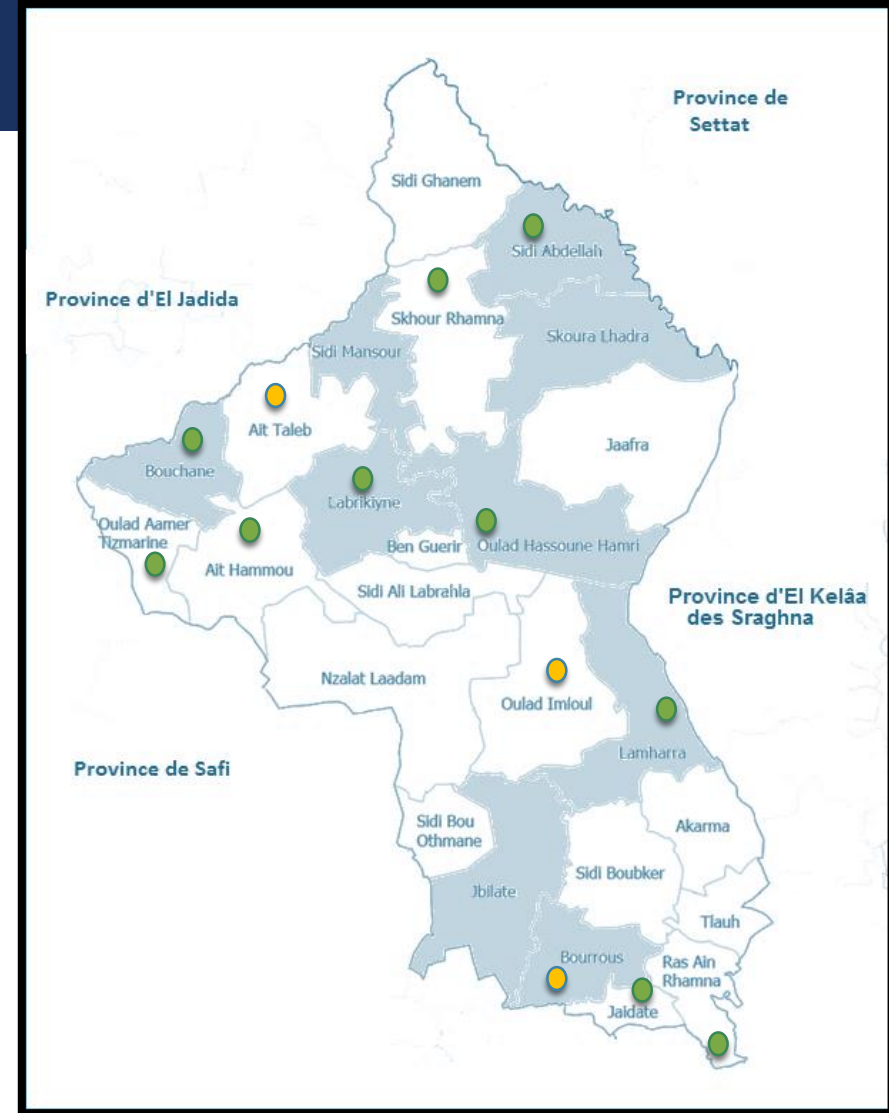 Province de
Settat
Sidi Ghanem
Sidi Abdellah
Province d'El Jadida
Skhour Rhamna
Skoura Lhadra
Sidi Mansour
Ait Taleb
Jaafra
Bouchane
Labrikiyne
Oulad Aamer
Tizmarine
Ben Guerir
Oulad Hassoune Hamri
Ait Hammou
Sidi Ali Labrahla
Province d'El Kelâa
des Sraghna
Nzalat Laadam
Oulad Imloul
Lamharra
Province de Safi
Sidi Bou
Othmane
Akarma
Sidi Boubker
Jbilate
Tlauh
Bourrous
Ras Ain
Rhamna
Jaidate